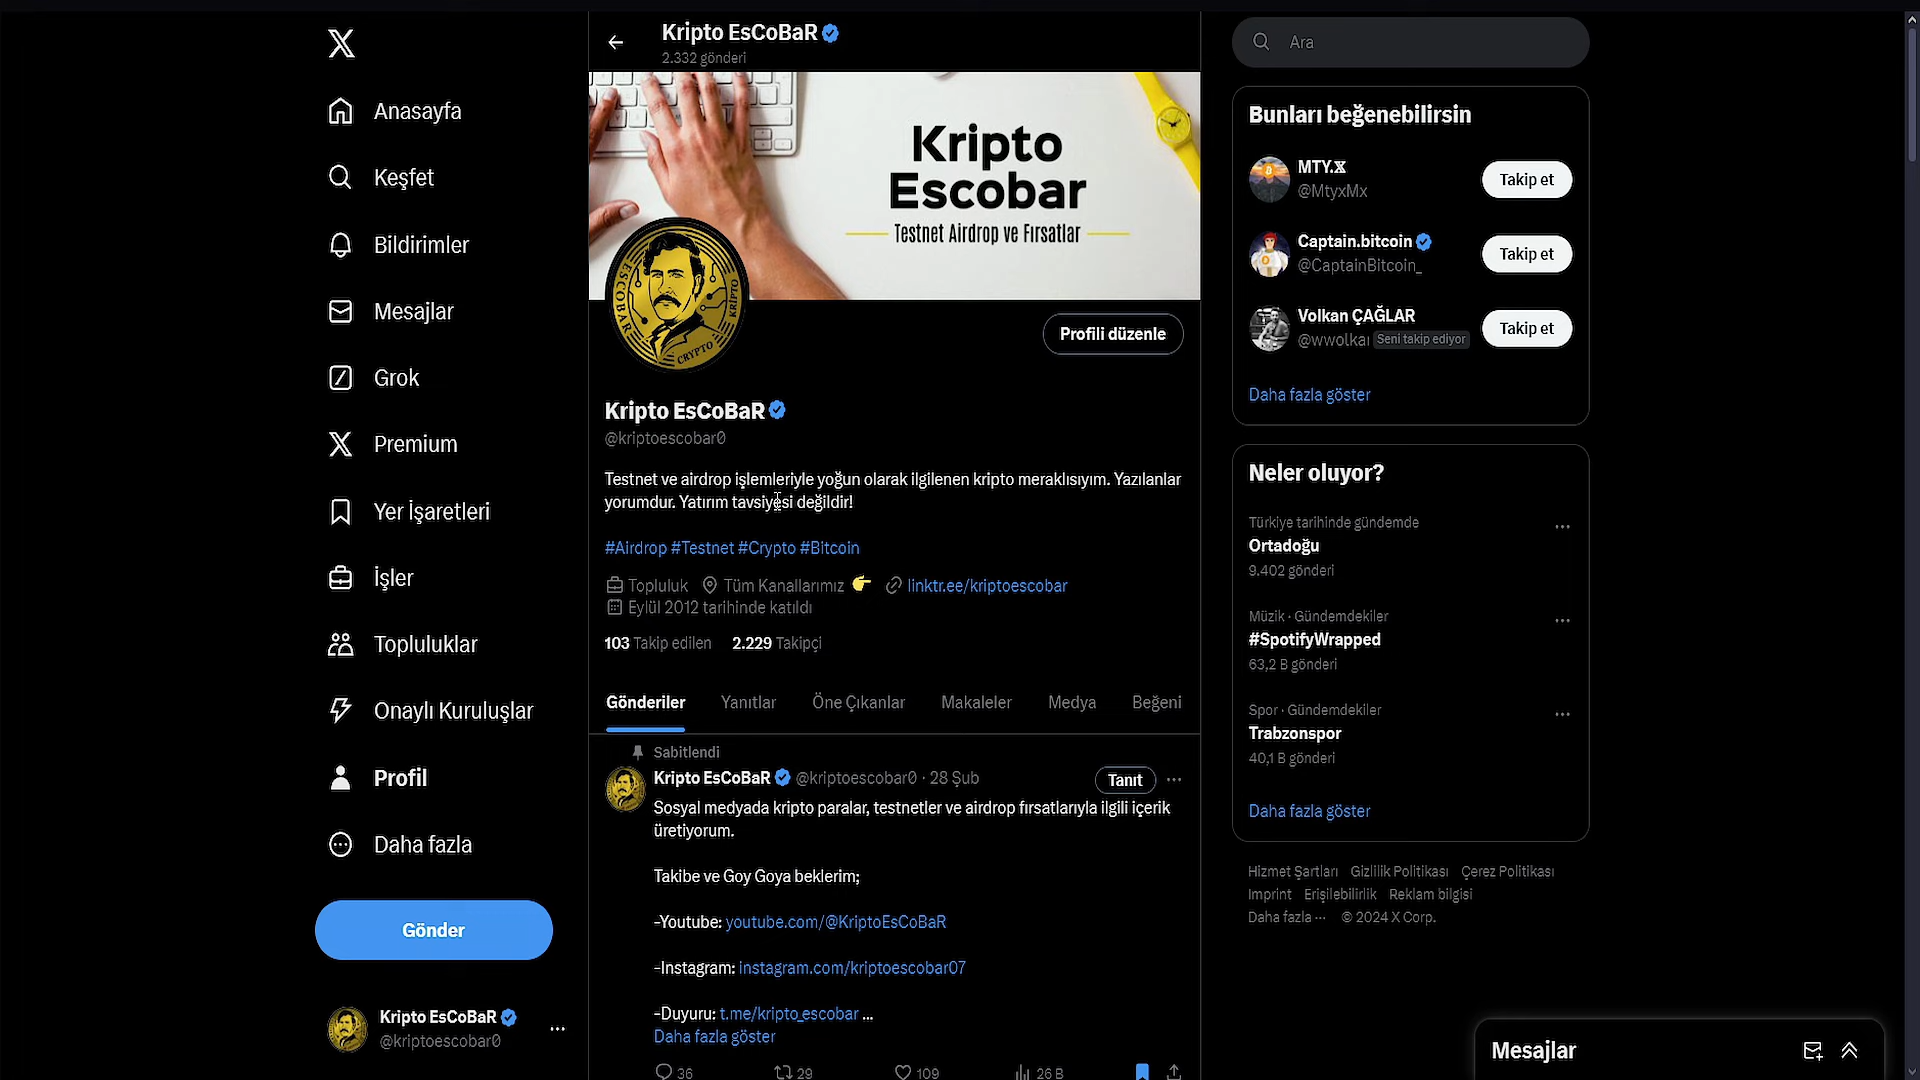 Anasayfa
Keşfet
Bildirimler
Mesajlar
Grok
Premium
Yer İşaretleri
İşler
Topluluklar
Onaylı Kuruluşlar
Profil
Daha fazla
Gönder
Kripto EsCoBaR
@kriptoescobar0
Kripto EsCoBaR
2.332 gönderi
Kripto
Escobar
Testnet Airdrop ve Fırsatlar
ESCOBAR
KRIPTO
CRYPTO
Profili düzenle
Kripto EsCoBaR
@kriptoescobar0
Testnet ve airdrop işlemleriyle yoğun olarak ilgilenen kripto meraklısıyım. Yazılanlar
yorumdur. Yatırım tavsiyesi değildir!
#Airdrop #Testnet #Crypto #Bitcoin
Topluluk Tüm Kanallarımız 👉 linktr.ee/kriptoescobar
Eylül 2012 tarihinde katıldı
103 Takip edilen 2.229 Takipçi
Gönderiler Yanıtlar Öne Çıkanlar Makaleler Medya Beğeni
Sabitlendi
Kripto EsCoBaR @kriptoescobar0 · 28 Şub
Tanıt
Sosyal medyada kripto paralar, testnetler ve airdrop fırsatlarıyla ilgili içerik
üretiyorum.
Takibe ve Goy Goya beklerim;
-Youtube: youtube.com/@KriptoEsCoBaR
-Instagram: instagram.com/kriptoescobar07
-Duyuru: t.me/kripto_escobar ...
Daha fazla göster
36 29 109 26 B
Ara
Bunları beğenebilirsin
MTY.𝕏
@MtyxMx
Takip et
Captain.bitcoin
@CaptainBitcoin_
Takip et
Volkan ÇAĞLAR
@wwolkaı Seni takip ediyor
Takip et
Daha fazla göster
Neler oluyor?
Türkiye tarihinde gündemde
Ortadoğu
9.402 gönderi
Müzik · Gündemdekiler
#SpotifyWrapped
63,2 B gönderi
Spor · Gündemdekiler
Trabzonspor
40,1 B gönderi
Daha fazla göster
Hizmet Şartları Gizlilik Politikası Çerez Politikası
Imprint Erişilebilirlik Reklam bilgisi
Daha fazla ··· © 2024 X Corp.
Mesajlar